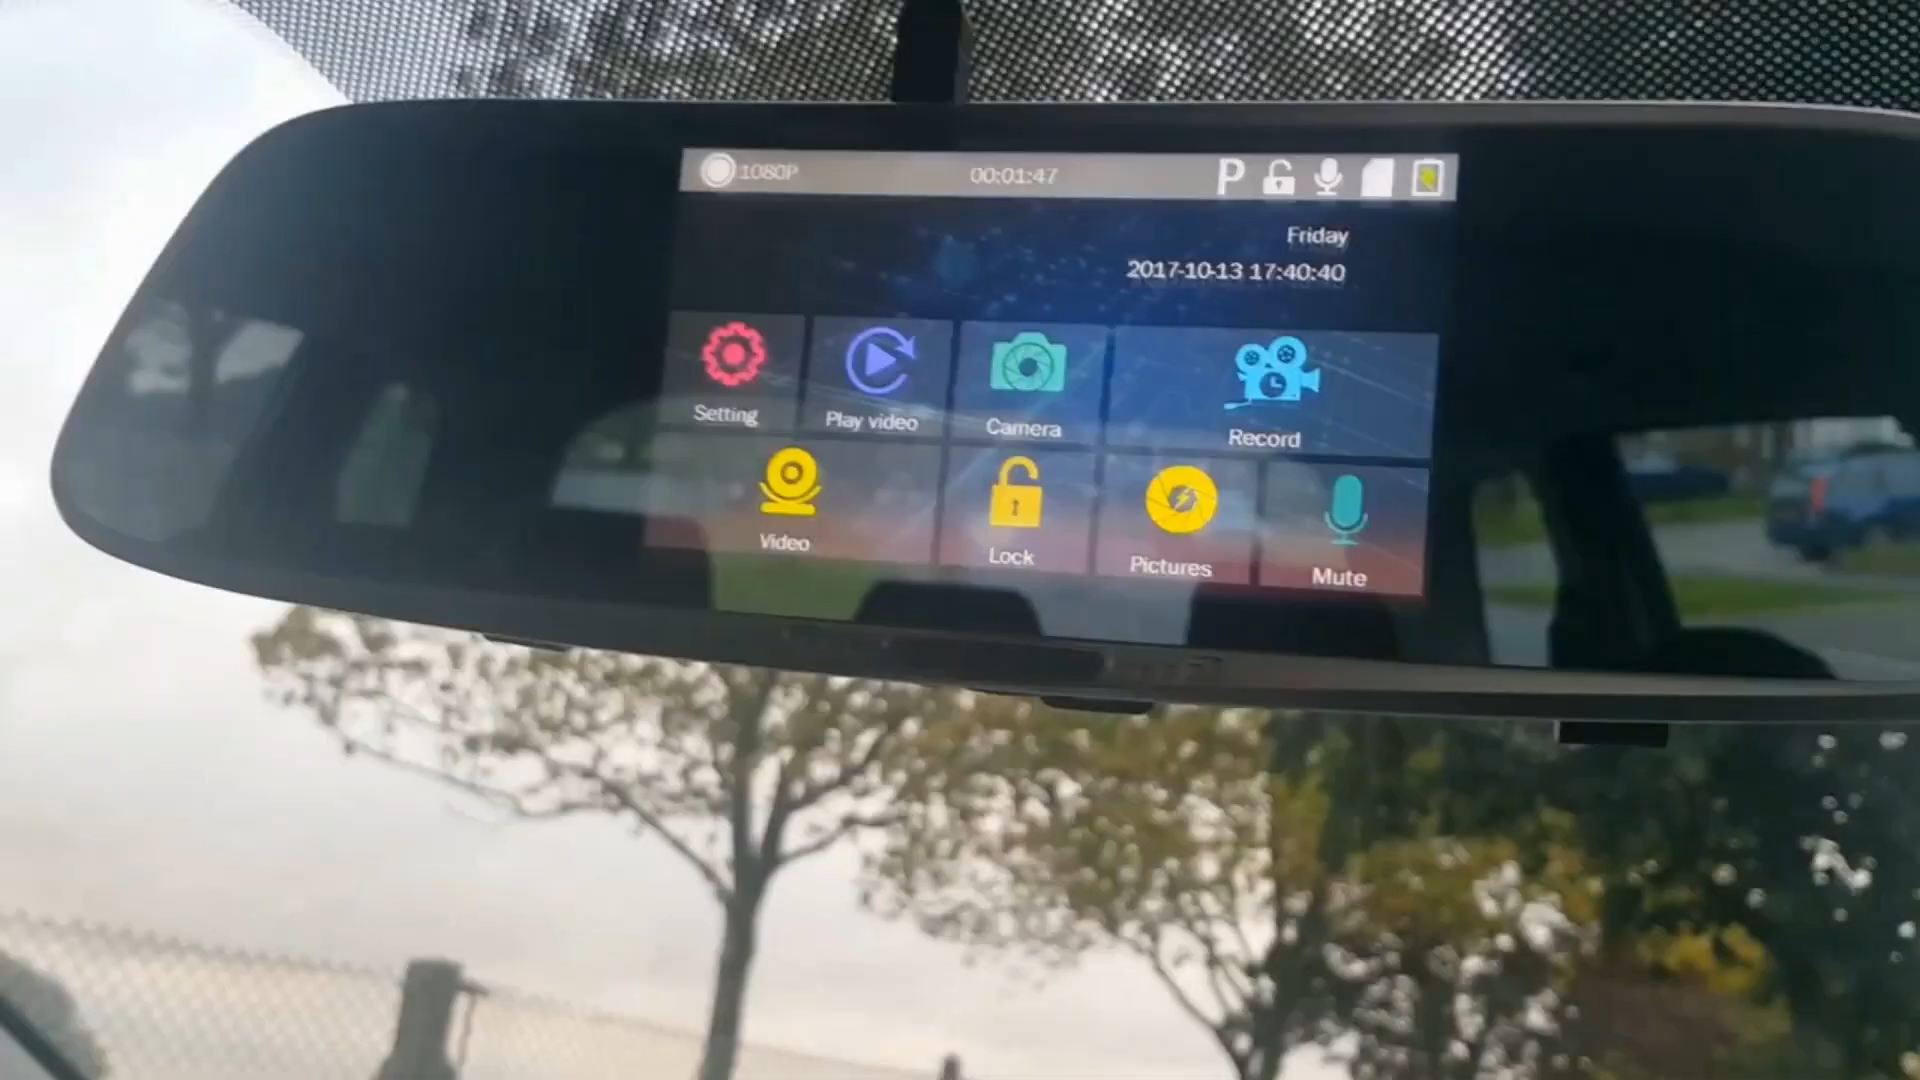 1080P 00:01:47 P
Friday
2017-10-13 17:40:40
Setting Play video Camera Record
Video Lock Pictures Mute